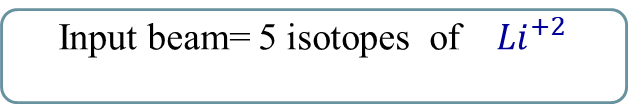 Input beam= 5 isotopes of Li⁺²